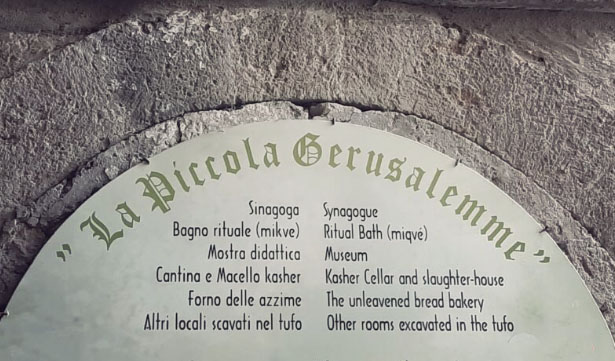 "La Piccola Gerusalemme"
Sinagoga Synagogue
Bagno rituale (mikve) Ritual Bath (miqvé)
Mostra didattica Museum
Cantina e Macello kasher Kasher Cellar and slaughter-house
Forno delle azzime The unleavened bread bakery
Altri locali scavati nel tufo Other rooms excavated in the tufo